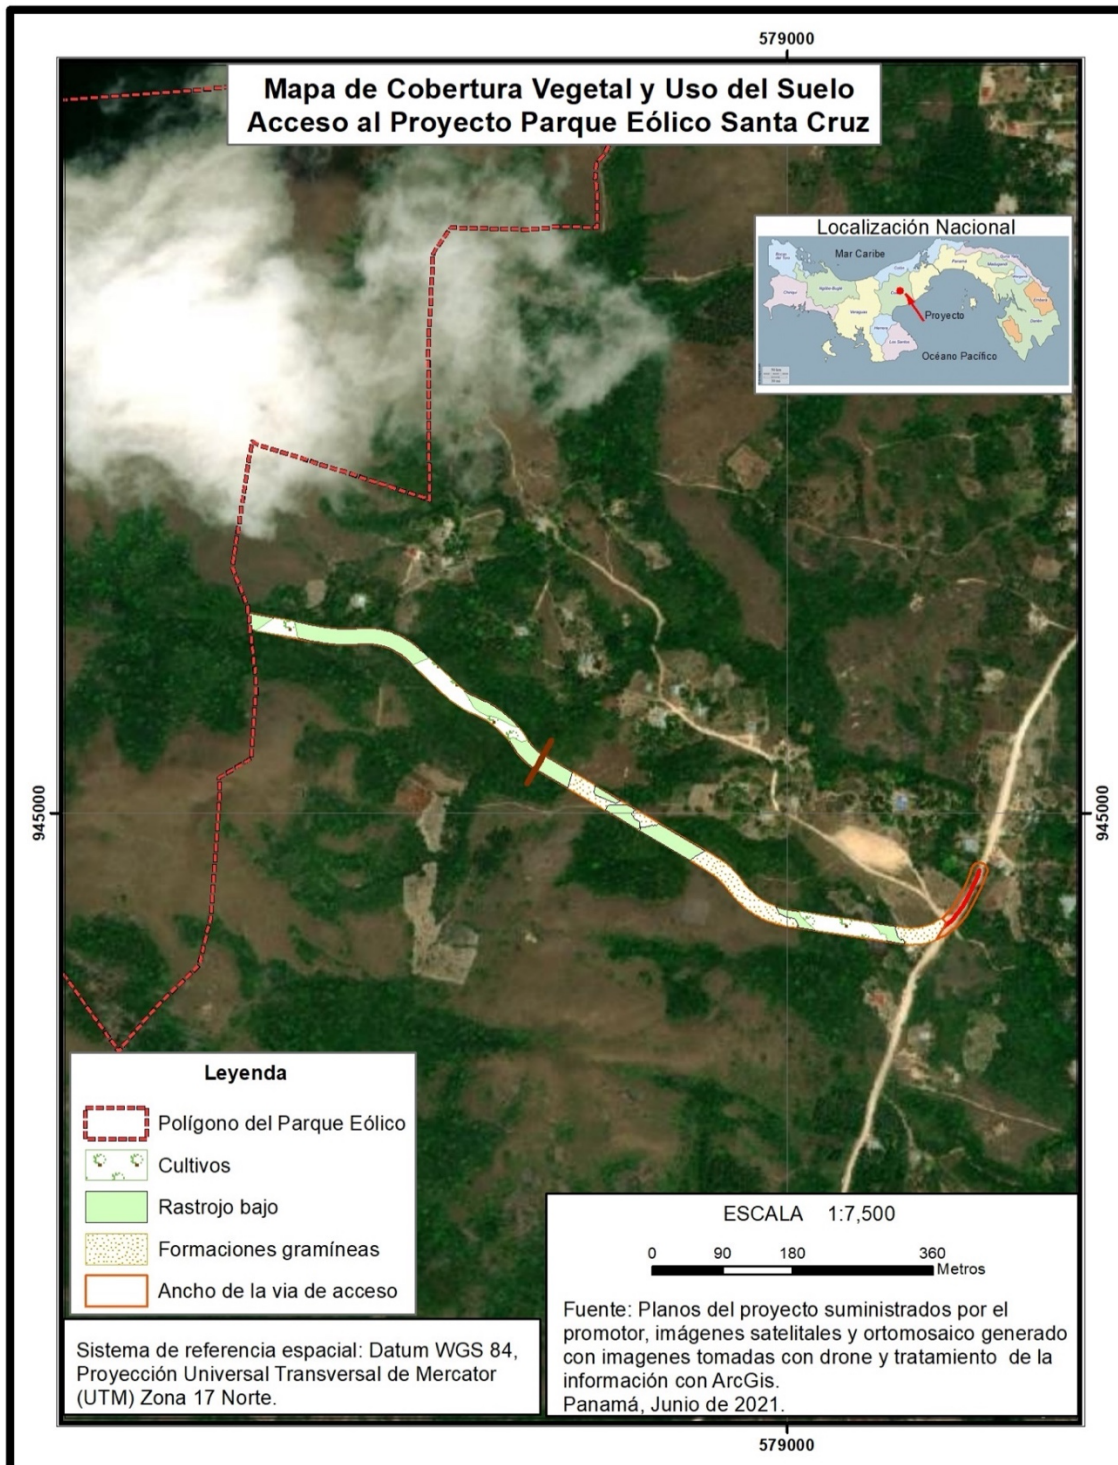 579000
Mapa de Cobertura Vegetal y Uso del Suelo
Acceso al Proyecto Parque Eólico Santa Cruz
Localización Nacional
Mar Caribe
Proyecto
Océano Pacífico
945000
945000
Leyenda
Polígono del Parque Eólico
Cultivos
Rastrojo bajo
Formaciones gramíneas
Ancho de la via de acceso
Sistema de referencia espacial: Datum WGS 84,
Proyección Universal Transversal de Mercator
(UTM) Zona 17 Norte.
ESCALA 1:7,500
0 90 180 360
Metros
Fuente: Planos del proyecto suministrados por el
promotor, imágenes satelitales y ortomosaico generado
con imagenes tomadas con drone y tratamiento de la
información con ArcGis.
Panamá, Junio de 2021.
579000